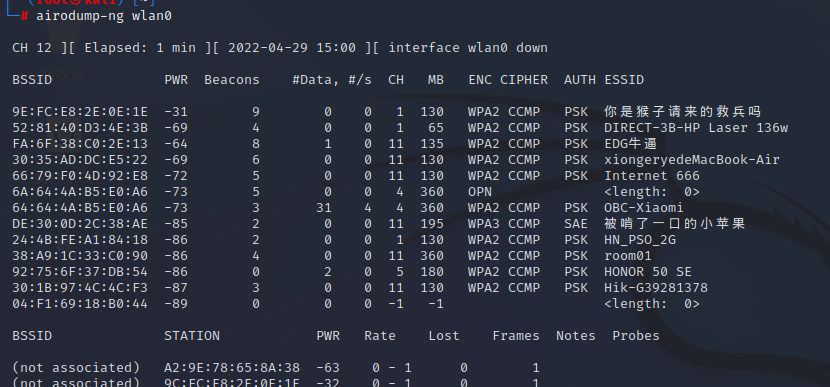 (root㉿kali)-[~]
# airodump-ng wlan0
CH 12 ][ Elapsed: 1 min ][ 2022-04-29 15:00 ][ interface wlan0 down
BSSID PWR Beacons #Data, #/s CH MB ENC CIPHER AUTH ESSID
9E:FC:E8:2E:0E:1E -31 9 0 0 1 130 WPA2 CCMP PSK 你是猴子请来的救兵吗
52:81:40:D3:4E:3B -69 4 0 0 1 65 WPA2 CCMP PSK DIRECT-3B-HP Laser 136w
FA:6F:38:C0:2E:13 -64 8 1 0 11 135 WPA2 CCMP PSK EDG牛逼
30:35:AD:DC:E5:22 -69 6 0 0 11 130 WPA2 CCMP PSK xiongeryedeMacBook-Air
66:79:F0:4D:92:E8 -72 5 0 0 11 130 WPA2 CCMP PSK Internet 666
6A:64:4A:B5:E0:A6 -73 5 0 0 4 360 OPN <length: 0>
64:64:4A:B5:E0:A6 -73 3 31 4 4 360 WPA2 CCMP PSK OBC-Xiaomi
DE:30:0D:2C:38:AE -85 2 0 0 11 195 WPA3 CCMP SAE 被啃了一口的小苹果
24:4B:FE:A1:84:18 -86 2 0 0 1 130 WPA2 CCMP PSK HN_PSO_2G
38:A9:1C:33:C0:90 -86 4 0 0 11 360 WPA2 CCMP PSK room01
92:75:6F:37:DB:54 -86 0 2 0 5 180 WPA2 CCMP PSK HONOR 50 SE
30:1B:97:4C:4C:F3 -87 3 0 0 11 130 WPA2 CCMP PSK Hik-G39281378
04:F1:69:18:B0:44 -89 0 0 0 -1 -1 <length: 0>
BSSID STATION PWR Rate Lost Frames Notes Probes
(not associated) A2:9E:78:65:8A:38 -63 0 - 1 0 1
(not associated) 9C:FC:E8:2E:0E:1E -32 0 - 1 0 1